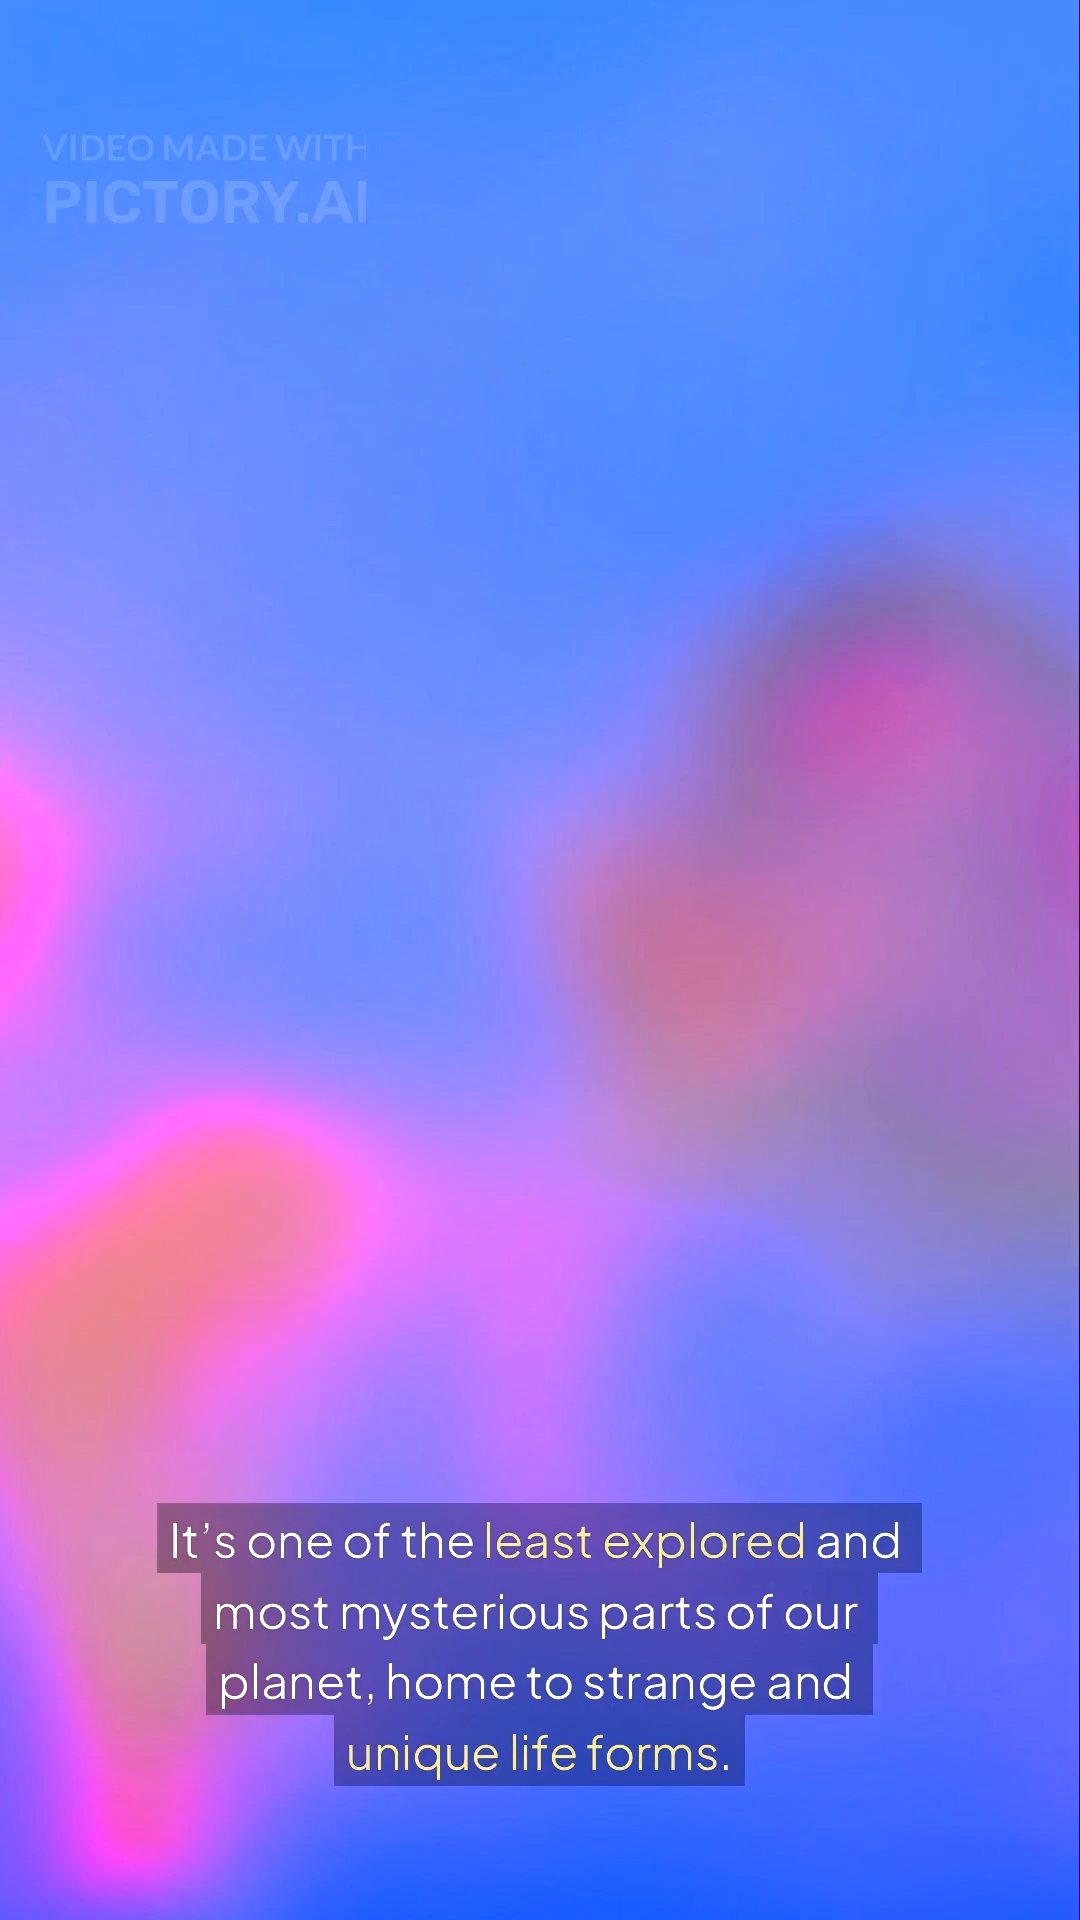 VIDEO MADE WITH
PICTORY.AI
It’s one of the least explored and
most mysterious parts of our
planet, home to strange and
unique life forms.